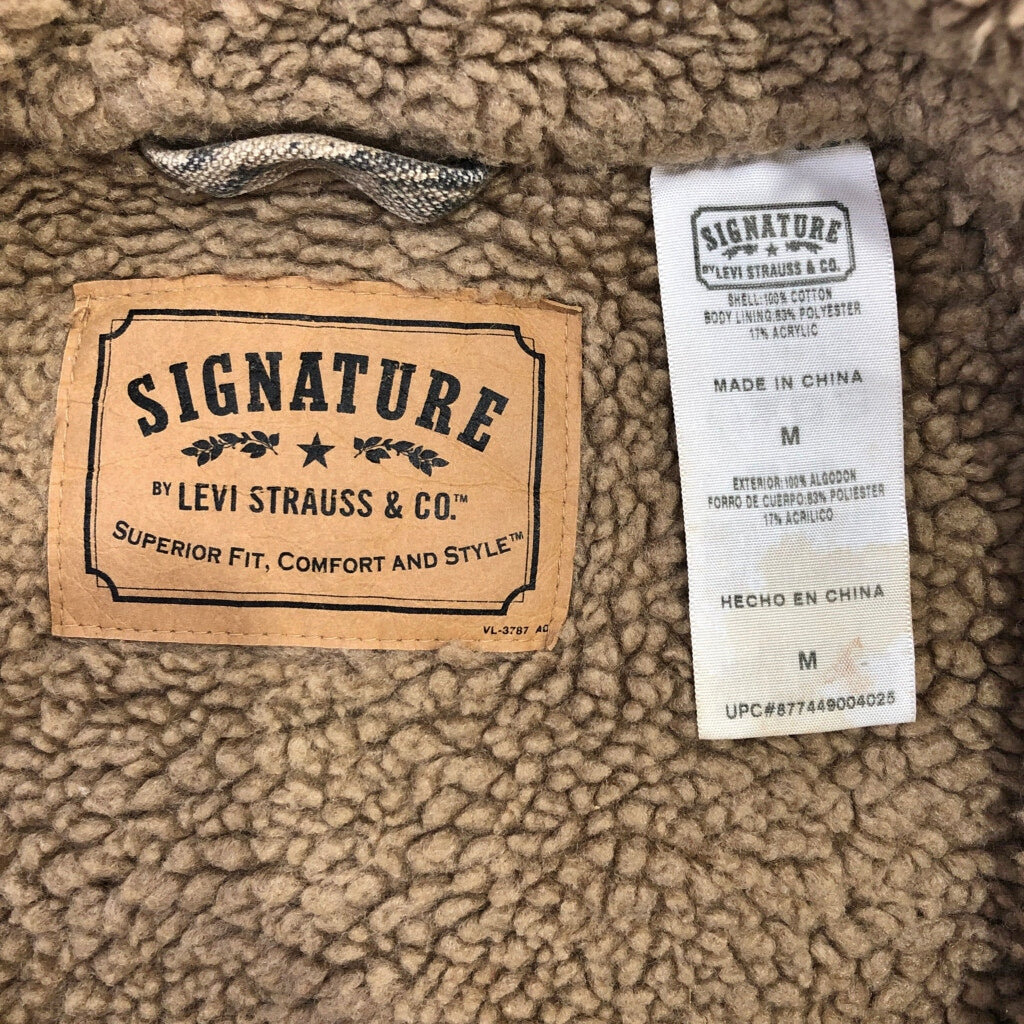 SIGNATURE
BY LEVI STRAUSS & CO.™
SUPERIOR FIT, COMFORT AND STYLE™
VL-3787 AC
SIGNATURE
BY LEVI STRAUSS & CO.
SHELL:100% COTTON
BODY LINING:83% POLYESTER
17% ACRYLIC
MADE IN CHINA
M
EXTERIOR:100% ALGODON
FORRO DE CUERPO:83% POLIESTER
17% ACRILICO
HECHO EN CHINA
M
UPC#877449004025